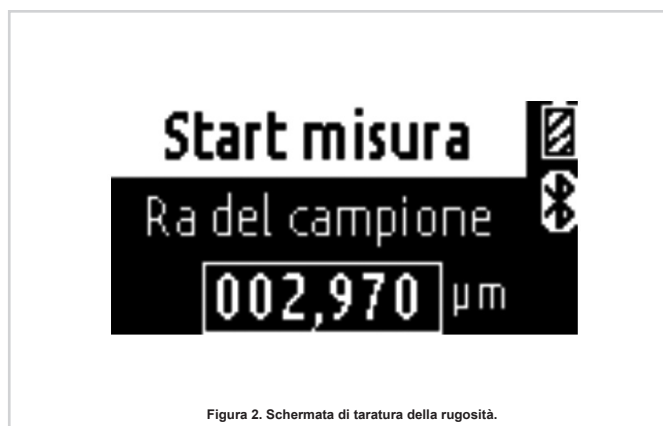 Start misura
Ra del campione
002,970 µm
Figura 2. Schermata di taratura della rugosità.